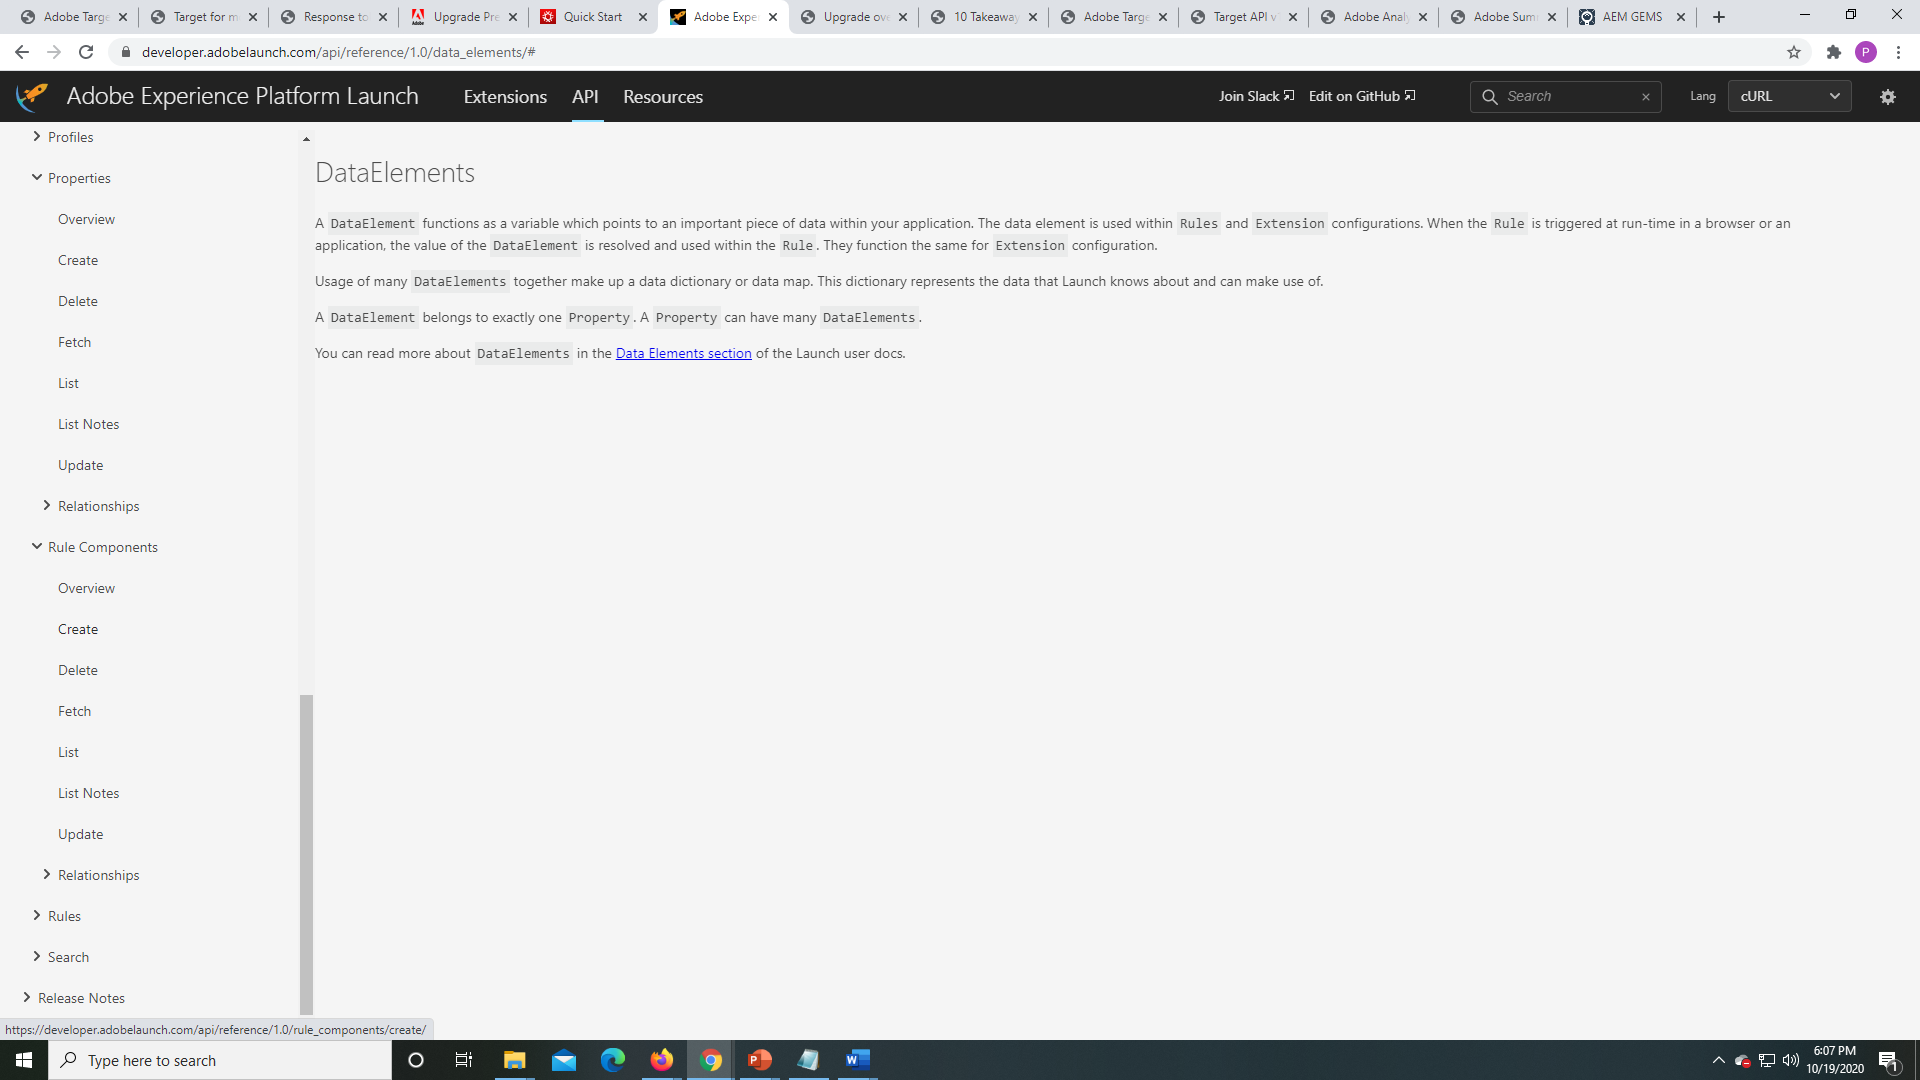 Adobe Targe
Target for m
Response to
Upgrade Pre
Quick Start
Adobe Expe
Upgrade ove
10 Takeaway
Adobe Targe
Target API v
Adobe Analy
Adobe Sum
AEM GEMS
developer.adobelaunch.com/api/reference/1.0/data_elements/#
P
Adobe Experience Platform Launch
Extensions
API
Resources
Join Slack
Edit on GitHub
Search
Lang
cURL
Profiles
Properties
Overview
Create
Delete
Fetch
List
List Notes
Update
Relationships
Rule Components
Overview
Create
Delete
Fetch
List
List Notes
Update
Relationships
Rules
Search
Release Notes
DataElements
A DataElement functions as a variable which points to an important piece of data within your application. The data element is used within Rules and Extension configurations. When the Rule is triggered at run-time in a browser or an
application, the value of the DataElement is resolved and used within the Rule. They function the same for Extension configuration.
Usage of many DataElements together make up a data dictionary or data map. This dictionary represents the data that Launch knows about and can make use of.
A DataElement belongs to exactly one Property. A Property can have many DataElements.
You can read more about DataElements in the Data Elements section of the Launch user docs.
https://developer.adobelaunch.com/api/reference/1.0/rule_components/create/
Type here to search
6:07 PM
10/19/2020
1